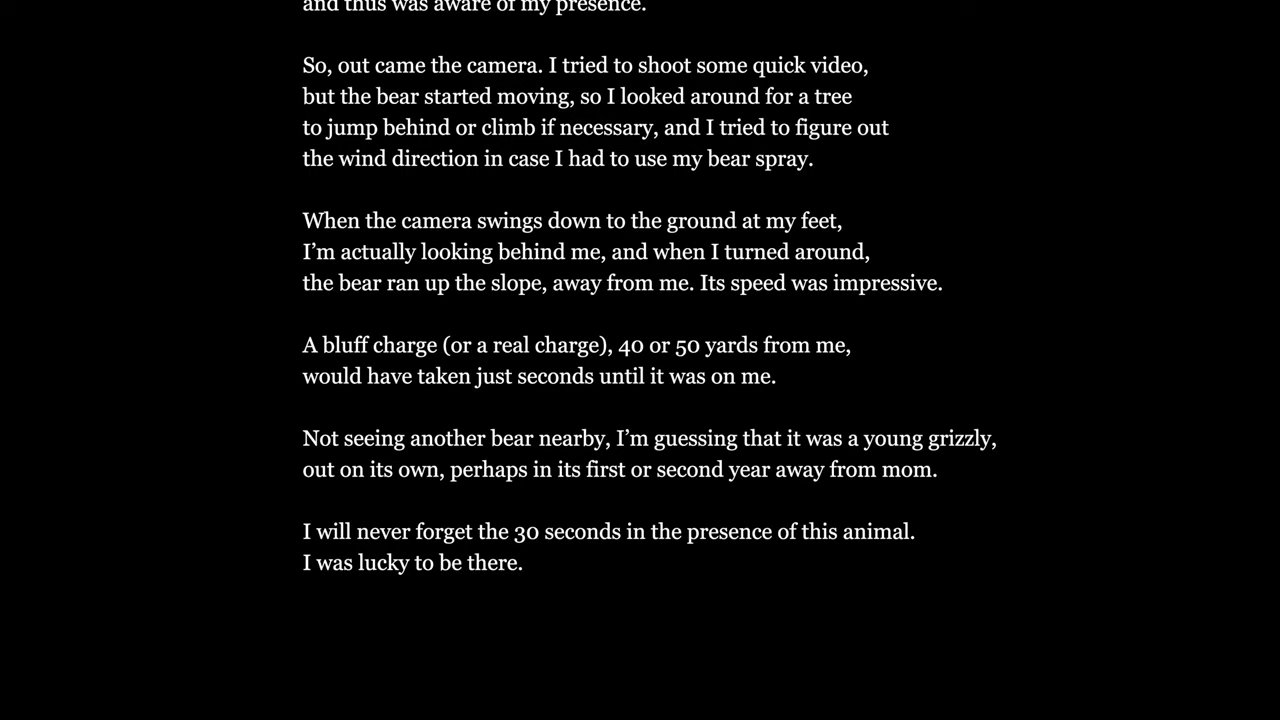 and thus was aware of my presence.
So, out came the camera. I tried to shoot some quick video,
but the bear started moving, so I looked around for a tree
to jump behind or climb if necessary, and I tried to figure out
the wind direction in case I had to use my bear spray.
When the camera swings down to the ground at my feet,
I’m actually looking behind me, and when I turned around,
the bear ran up the slope, away from me. Its speed was impressive.
A bluff charge (or a real charge), 40 or 50 yards from me,
would have taken just seconds until it was on me.
Not seeing another bear nearby, I’m guessing that it was a young grizzly,
out on its own, perhaps in its first or second year away from mom.
I will never forget the 30 seconds in the presence of this animal.
I was lucky to be there.